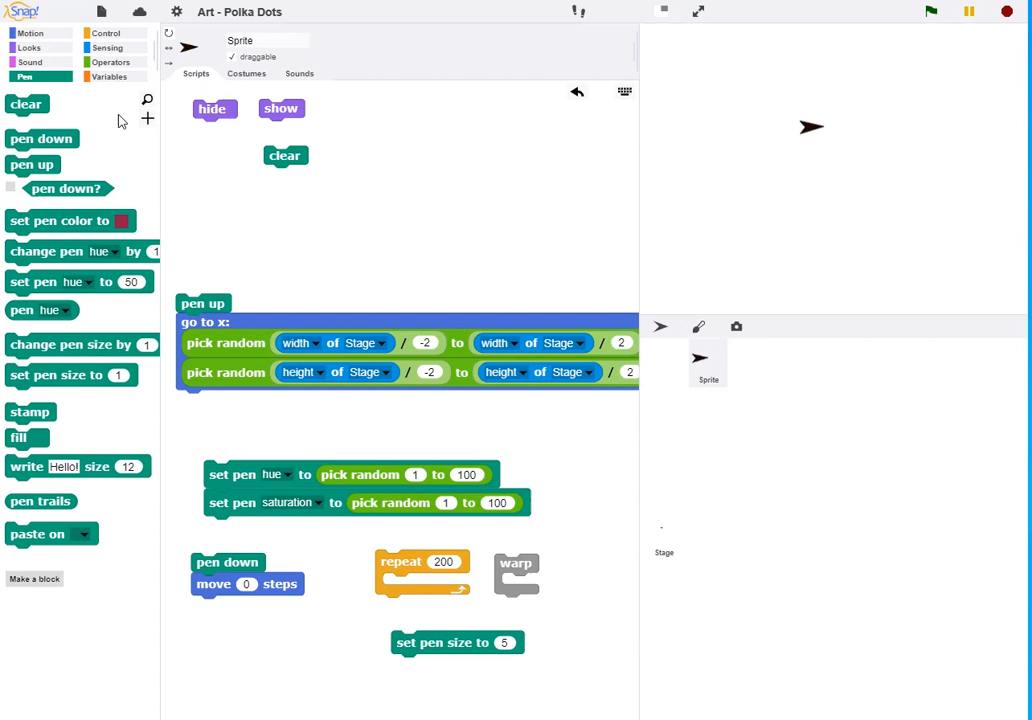 Snap!
Art - Polka Dots
Motion
Control
Looks
Sensing
Sound
Operators
Pen
Variables
Sprite
draggable
Scripts
Costumes
Sounds
clear
pen down
pen up
pen down?
set pen color to
change pen hue by 1
set pen hue to 50
pen hue
change pen size by 1
set pen size to 1
stamp
fill
write Hello! size 12
pen trails
paste on
Make a block
hide
show
clear
pen up
go to x:
pick random width of Stage / -2 to width of Stage / 2
pick random height of Stage / -2 to height of Stage / 2
set pen hue to pick random 1 to 100
set pen saturation to pick random 1 to 100
pen down
move 0 steps
repeat 200
warp
set pen size to 5
Sprite
Stage